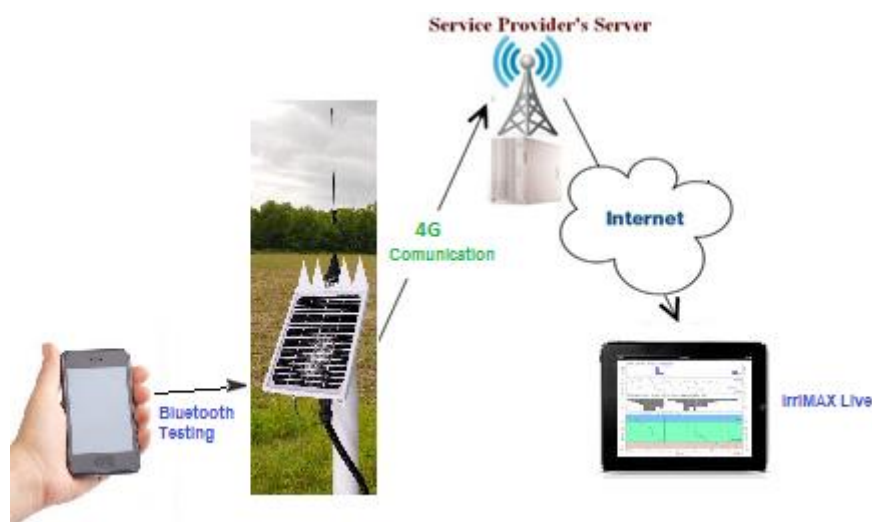 Service Provider's Server
4G
Comunication
Internet
Bluetooth
Testing
irriMAX Live